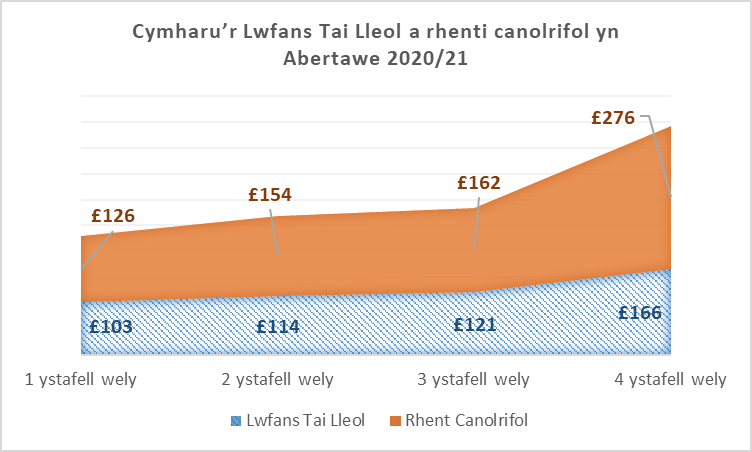 Cymharu’r Lwfans Tai Lleol a rhenti canolrifol yn
Abertawe 2020/21
£276
£162
£154
£126
£103
£114
£121
£166
1 ystafell wely
2 ystafell wely
3 ystafell wely
4 ystafell wely
Lwfans Tai Lleol
Rhent Canolrifol